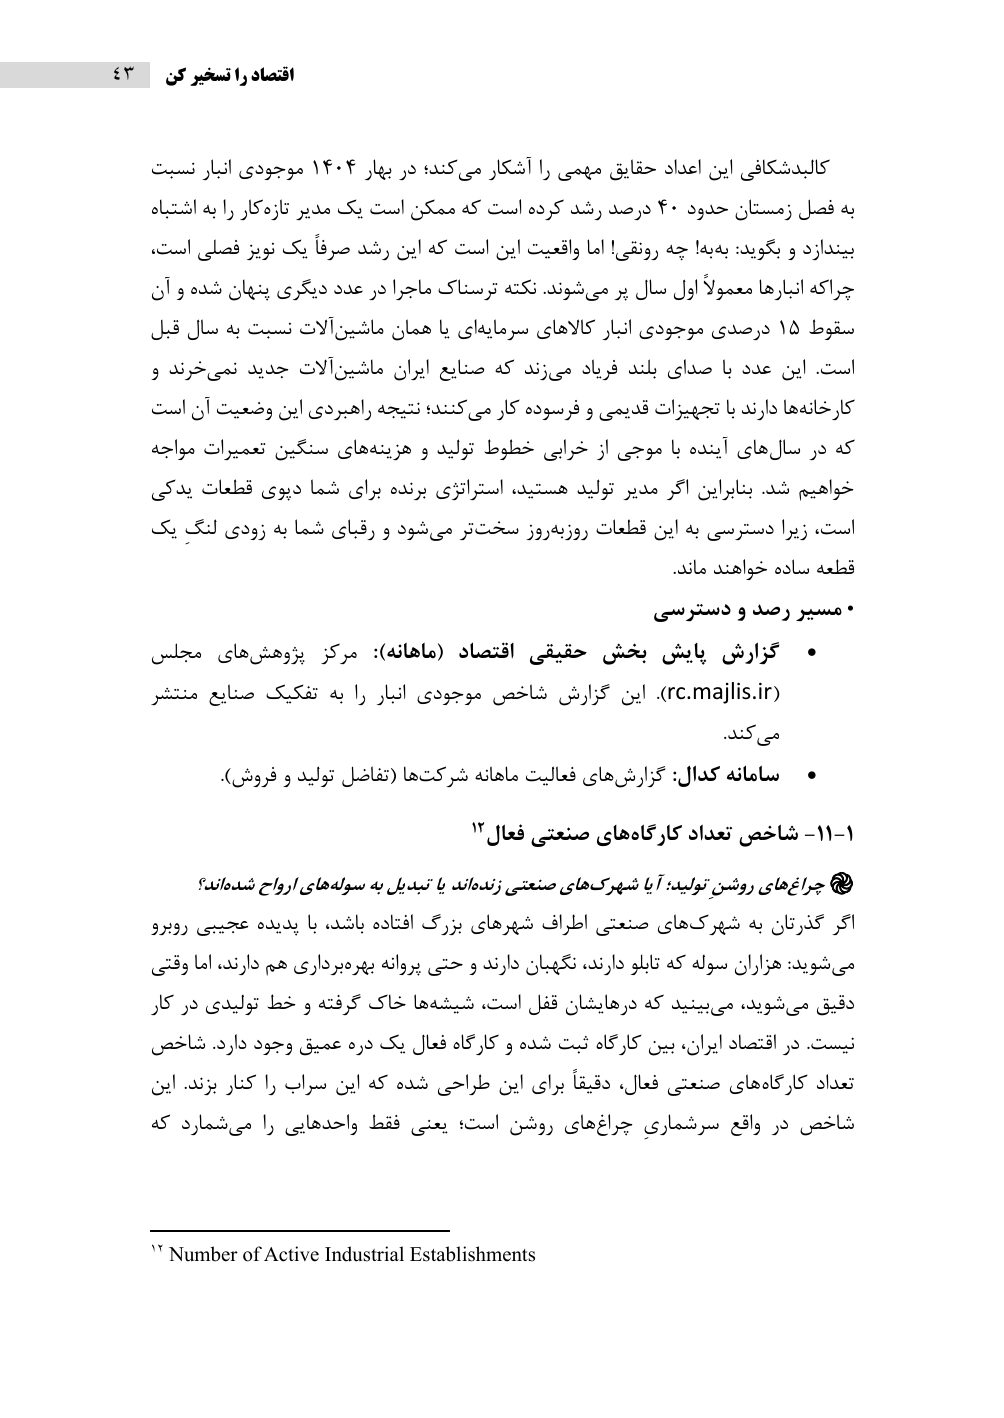 اقتصاد را تسخیر کن ۴۳
کالبدشکافی این اعداد حقایق مهمی را آشکار می‌کند؛ در بهار ۱۴۰۴ موجودی انبار نسبت
به فصل زمستان حدود ۴۰ درصد رشد کرده است که ممکن است یک مدیر تازه‌کار را به اشتباه
بیندازد و بگوید: به‌به! چه رونقی! اما واقعیت این است که این رشد صرفاً یک نویز فصلی است،
چراکه انبارها معمولاً اول سال پر می‌شوند. نکته ترسناک ماجرا در عدد دیگری پنهان شده و آن
سقوط ۱۵ درصدی موجودی انبار کالاهای سرمایه‌ای یا همان ماشین‌آلات نسبت به سال قبل
است. این عدد با صدای بلند فریاد می‌زند که صنایع ایران ماشین‌آلات جدید نمی‌خرند و
کارخانه‌ها دارند با تجهیزات قدیمی و فرسوده کار می‌کنند؛ نتیجه راهبردی این وضعیت آن است
که در سال‌های آینده با موجی از خرابی خطوط تولید و هزینه‌های سنگین تعمیرات مواجه
خواهیم شد. بنابراین اگر مدیر تولید هستید، استراتژی برنده برای شما دپوی قطعات یدکی
است، زیرا دسترسی به این قطعات روزبه‌روز سخت‌تر می‌شود و رقبای شما به زودی لنگِ یک
قطعه ساده خواهند ماند.
• مسیر رصد و دسترسی
• گزارش پایش بخش حقیقی اقتصاد (ماهانه): مرکز پژوهش‌های مجلس
(rc.majlis.ir). این گزارش شاخص موجودی انبار را به تفکیک صنایع منتشر
می‌کند.
• سامانه کدال: گزارش‌های فعالیت ماهانه شرکت‌ها (تفاضل تولید و فروش).
۱-۱۱- شاخص تعداد کارگاه‌های صنعتی فعال۱۲
چراغ‌های روشنِ تولید؛ آیا شهرک‌های صنعتی زنده‌اند یا تبدیل به سوله‌های ارواح شده‌اند؟
اگر گذرتان به شهرک‌های صنعتی اطراف شهرهای بزرگ افتاده باشد، با پدیده عجیبی روبرو
می‌شوید: هزاران سوله که تابلو دارند، نگهبان دارند و حتی پروانه بهره‌برداری هم دارند، اما وقتی
دقیق می‌شوید، می‌بینید که درهایشان قفل است، شیشه‌ها خاک گرفته و خط تولیدی در کار
نیست. در اقتصاد ایران، بین کارگاه ثبت شده و کارگاه فعال یک دره عمیق وجود دارد. شاخص
تعداد کارگاه‌های صنعتی فعال، دقیقاً برای این طراحی شده که این سراب را کنار بزند. این
شاخص در واقع سرشماریِ چراغ‌های روشن است؛ یعنی فقط واحدهایی را می‌شمارد که
۱۲ Number of Active Industrial Establishments